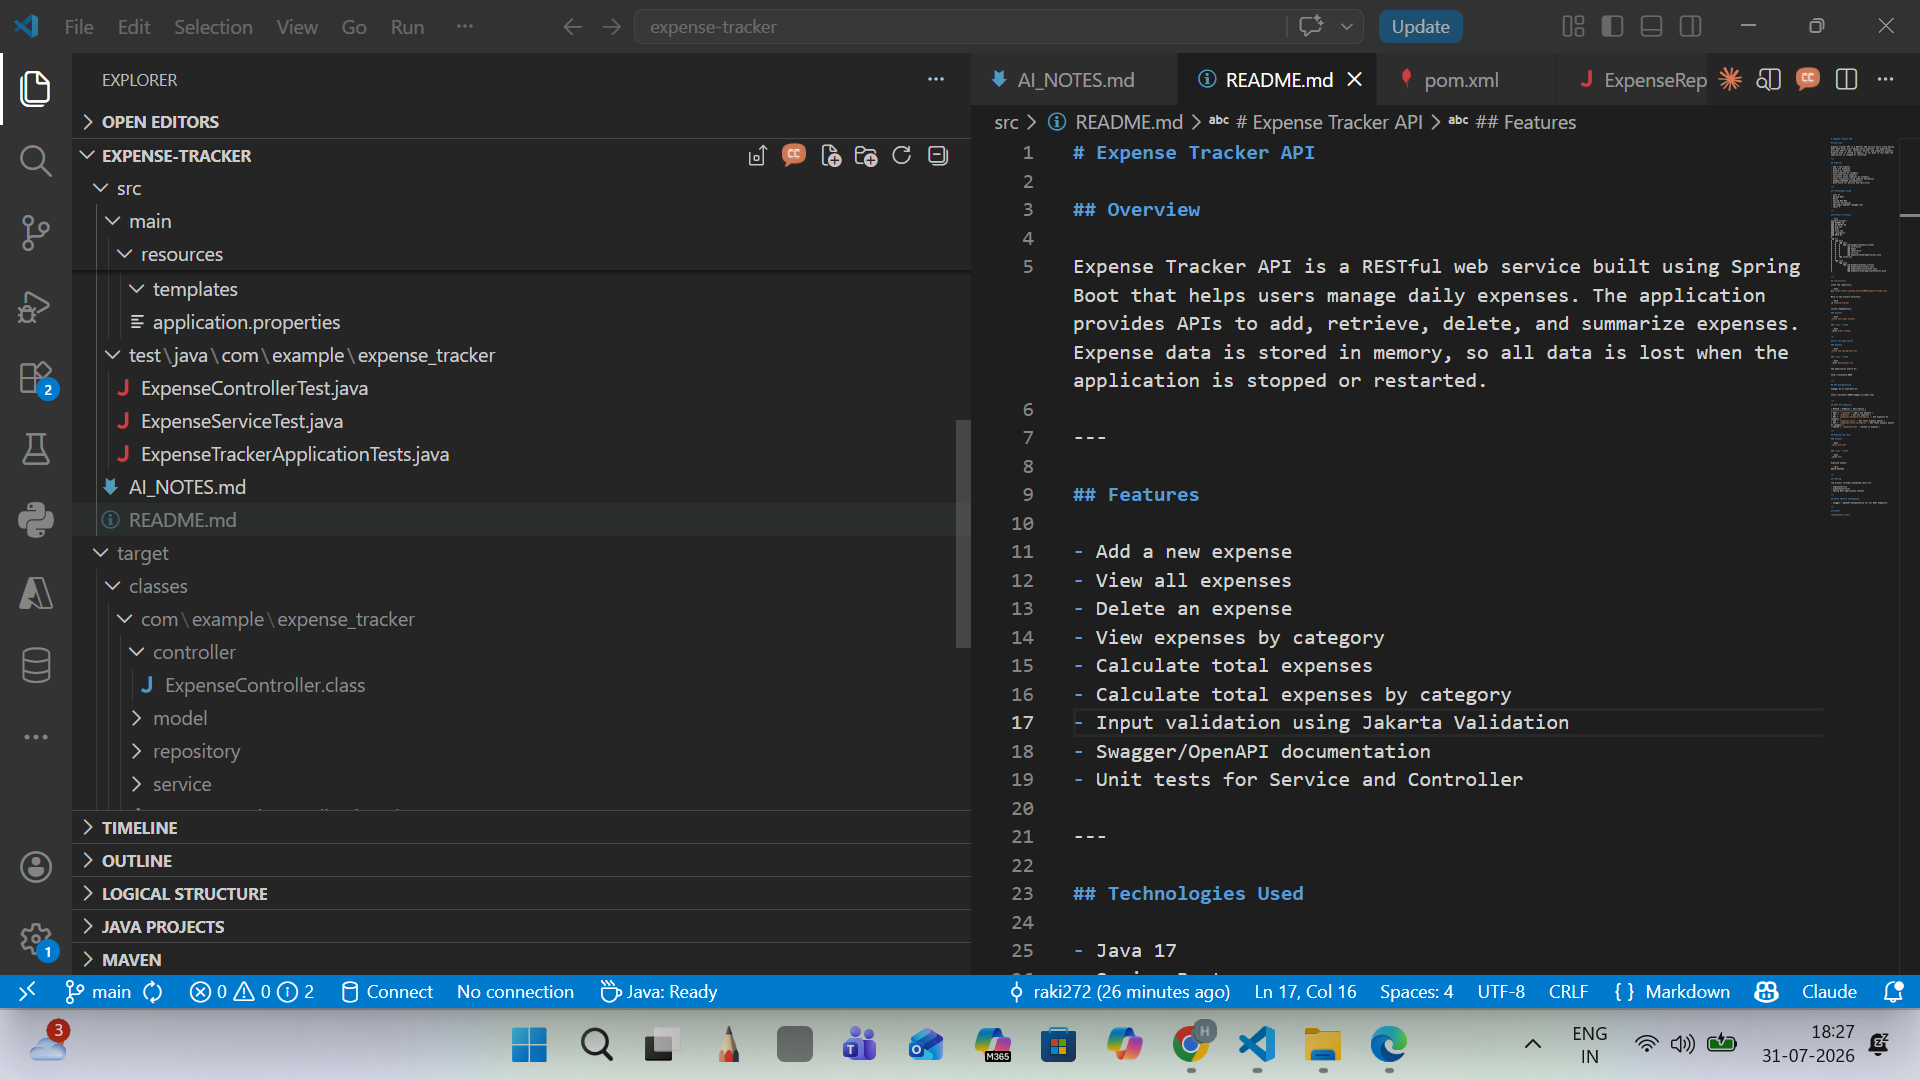 File Edit Selection View Go Run ···
expense-tracker
Update
EXPLORER
OPEN EDITORS
EXPENSE-TRACKER
src
main
resources
templates
application.properties
test\java\com\example\expense_tracker
ExpenseControllerTest.java
ExpenseServiceTest.java
ExpenseTrackerApplicationTests.java
AI_NOTES.md
README.md
target
classes
com\example\expense_tracker
controller
ExpenseController.class
model
repository
service
TIMELINE
OUTLINE
LOGICAL STRUCTURE
JAVA PROJECTS
MAVEN
2
1
AI_NOTES.md README.md pom.xml ExpenseRep
CC
CC
src > README.md > abc # Expense Tracker API > abc ## Features
1 # Expense Tracker API
2
3 ## Overview
4
5 Expense Tracker API is a RESTful web service built using Spring
Boot that helps users manage daily expenses. The application
provides APIs to add, retrieve, delete, and summarize expenses.
Expense data is stored in memory, so all data is lost when the
application is stopped or restarted.
6
7 ---
8
9 ## Features
10
11 - Add a new expense
12 - View all expenses
13 - Delete an expense
14 - View expenses by category
15 - Calculate total expenses
16 - Calculate total expenses by category
17 - Input validation using Jakarta Validation
18 - Swagger/OpenAPI documentation
19 - Unit tests for Service and Controller
20
21 ---
22
23 ## Technologies Used
24
25 - Java 17
main 0 0 2 Connect No connection Java: Ready raki272 (26 minutes ago) Ln 17, Col 16 Spaces: 4 UTF-8 CRLF { } Markdown Claude
3
M365
H
ENG
IN
18:27
31-07-2026